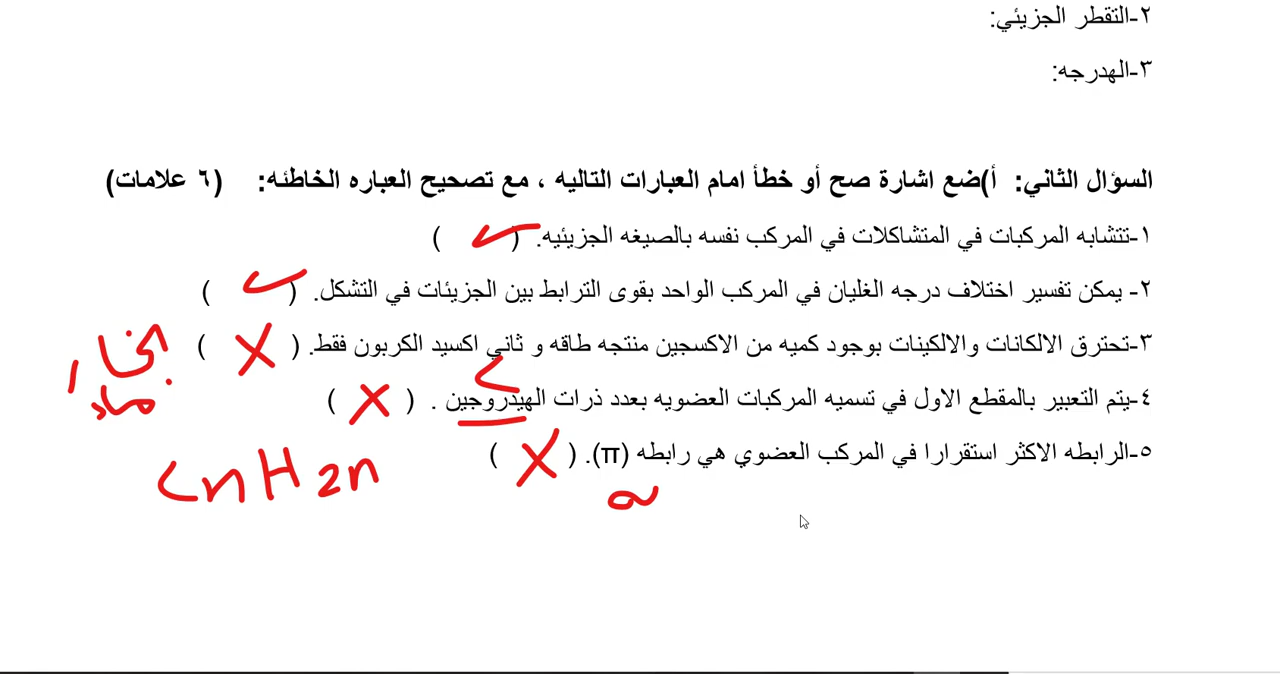 ٢-التقطر الجزيئي:
٣-الهدرجه:
السؤال الثاني: أ)ضع اشارة صح أو خطأ امام العبارات التاليه ، مع تصحيح العباره الخاطئه: (٦ علامات)
١-تتشابه المركبات في المتشاكلات في المركب نفسه بالصيغه الجزيئيه. ( ✓ )
٢- يمكن تفسير اختلاف درجه الغليان في المركب الواحد بقوى الترابط بين الجزيئات في التشكل. ( ✓ )
٣-تحترق الالكانات والالكينات بوجود كميه من الاكسجين منتجه طاقه و ثاني اكسيد الكربون فقط. ( X )
C
٤-يتم التعبير بالمقطع الاول في تسميه المركبات العضويه بعدد ذرات الهيدروجين . ( X )
٥-الرابطه الاكثر استقرارا في المركب العضوي هي رابطه (π). ( X )
CnH2n
σ